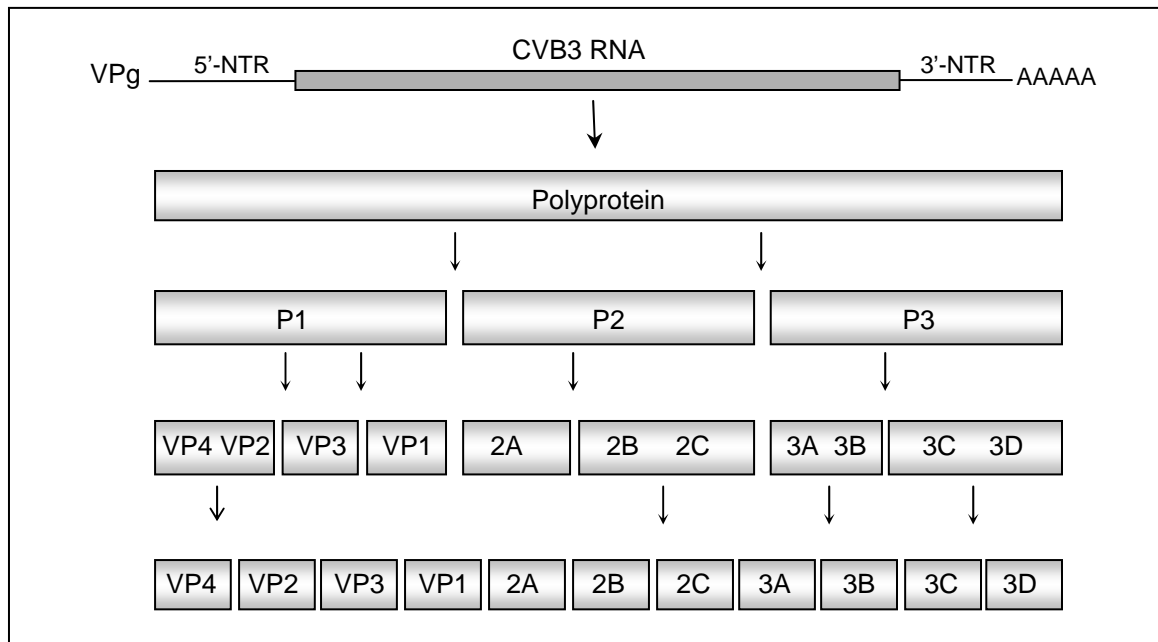 CVB3 RNA
VPg 5’-NTR 3’-NTR AAAAA
Polyprotein
P1 P2 P3
VP4 VP2 VP3 VP1 2A 2B 2C 3A 3B 3C 3D
VP4 VP2 VP3 VP1 2A 2B 2C 3A 3B 3C 3D